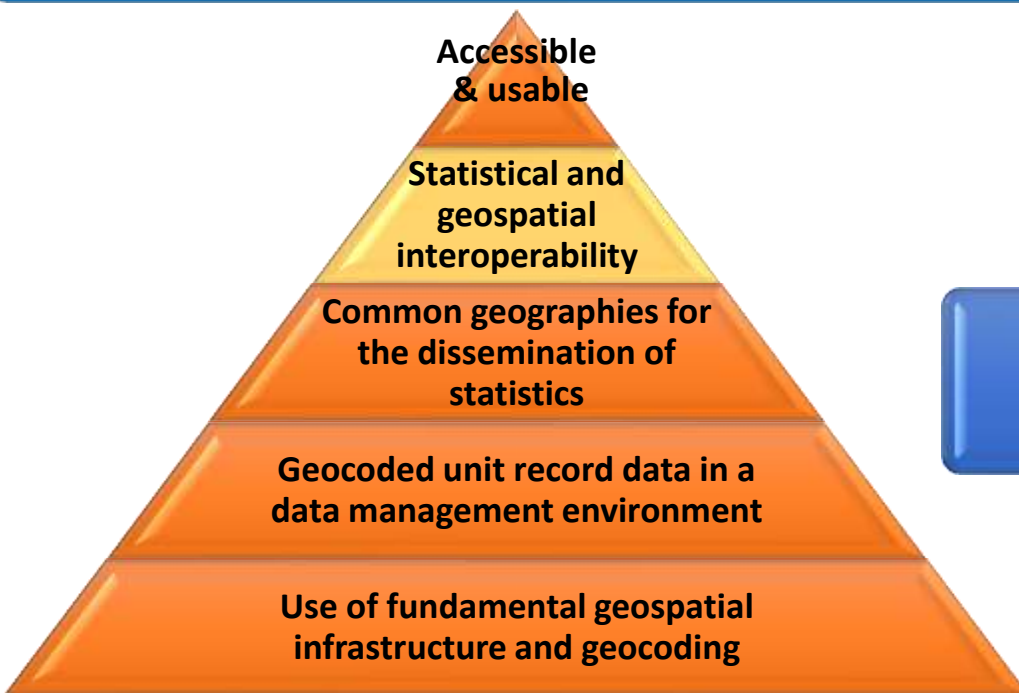 Accessible
& usable
Statistical and
geospatial
interoperability
Common geographies for
the dissemination of
statistics
Geocoded unit record data in a
data management environment
Use of fundamental geospatial
infrastructure and geocoding